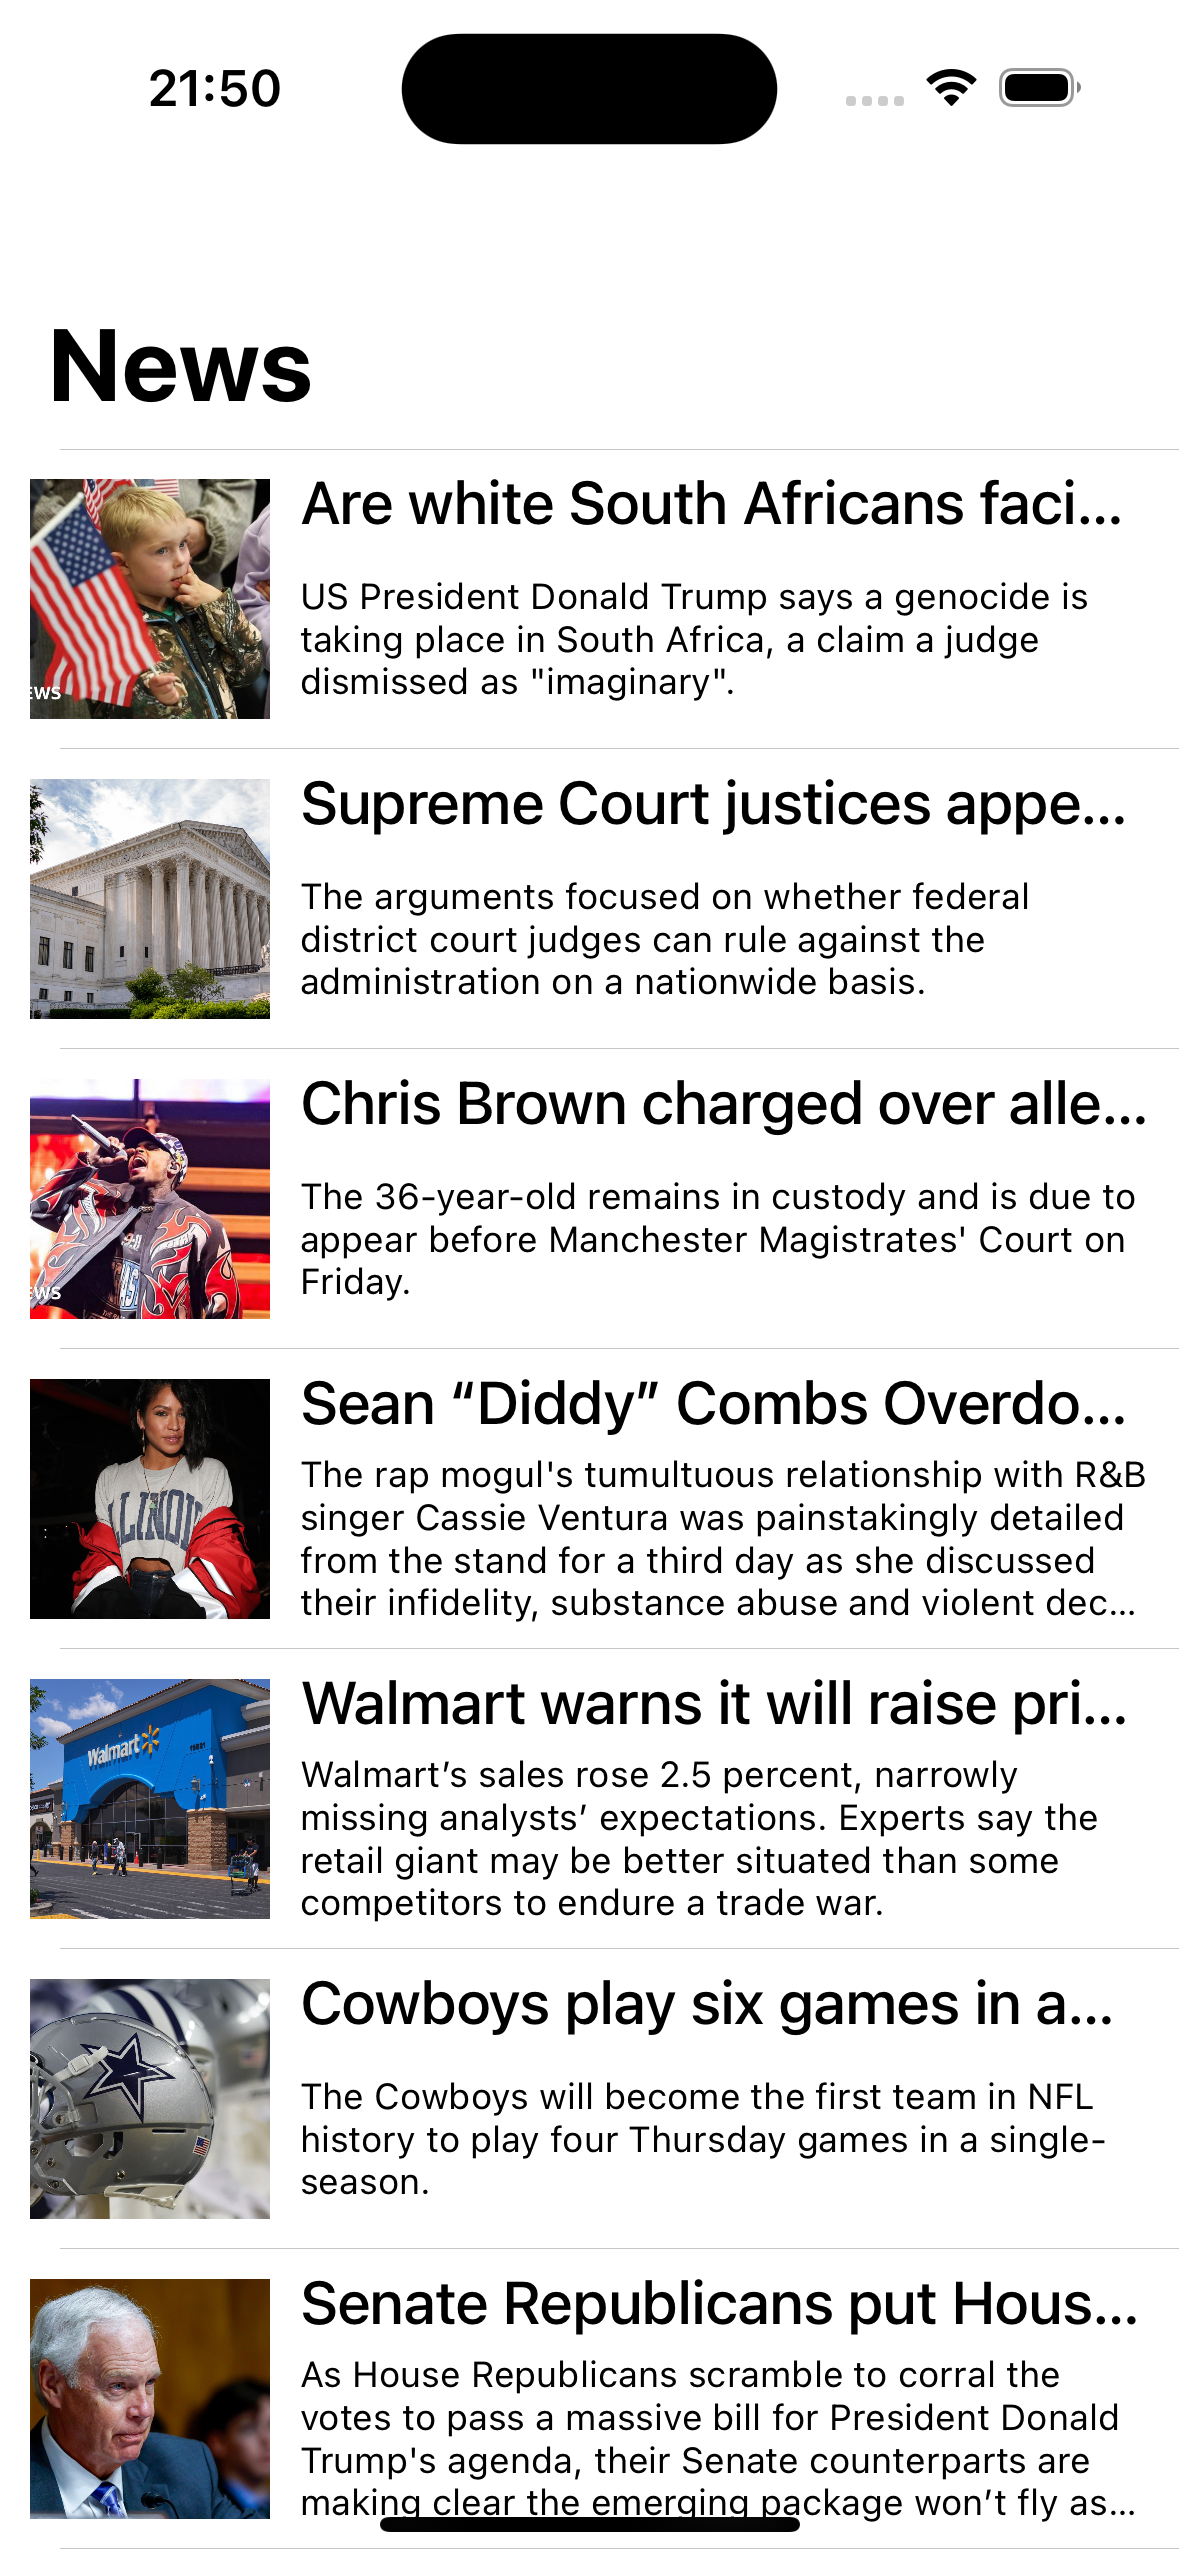 21:50
News
Are white South Africans faci...
US President Donald Trump says a genocide is
taking place in South Africa, a claim a judge
dismissed as "imaginary".
EWS
Supreme Court justices appe...
The arguments focused on whether federal
district court judges can rule against the
administration on a nationwide basis.
Chris Brown charged over alle...
The 36-year-old remains in custody and is due to
appear before Manchester Magistrates' Court on
Friday.
EWS
Sean “Diddy” Combs Overdo...
The rap mogul's tumultuous relationship with R&B
singer Cassie Ventura was painstakingly detailed
from the stand for a third day as she discussed
their infidelity, substance abuse and violent dec...
ILLINOI
Walmart warns it will raise pri...
Walmart’s sales rose 2.5 percent, narrowly
missing analysts’ expectations. Experts say the
retail giant may be better situated than some
competitors to endure a trade war.
Walmart
Cowboys play six games in a...
The Cowboys will become the first team in NFL
history to play four Thursday games in a single-
season.
Senate Republicans put Hous...
As House Republicans scramble to corral the
votes to pass a massive bill for President Donald
Trump's agenda, their Senate counterparts are
making clear the emerging package won’t fly as...